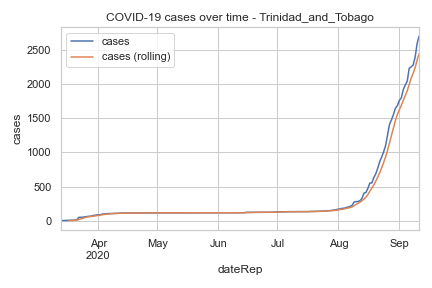 COVID-19 cases over time - Trinidad_and_Tobago
cases
cases (rolling)
2500
2000
1500
1000
500
0
cases
Apr
2020
May
Jun
Jul
Aug
Sep
dateRep